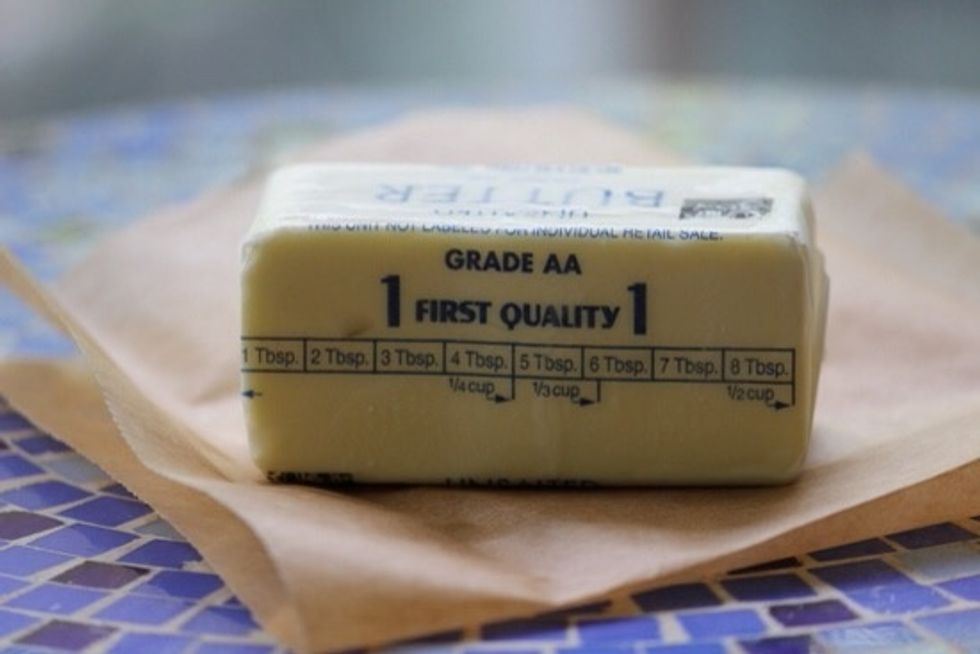 BUTTER
UNSALTED
THIS UNIT NOT LABELED FOR INDIVIDUAL RETAIL SALE.
GRADE AA
1 FIRST QUALITY 1
1 Tbsp. 2 Tbsp. 3 Tbsp. 4 Tbsp. 5 Tbsp. 6 Tbsp. 7 Tbsp. 8 Tbsp.
1/4 cup 1/3 cup 1/2 cup
UNSALTED